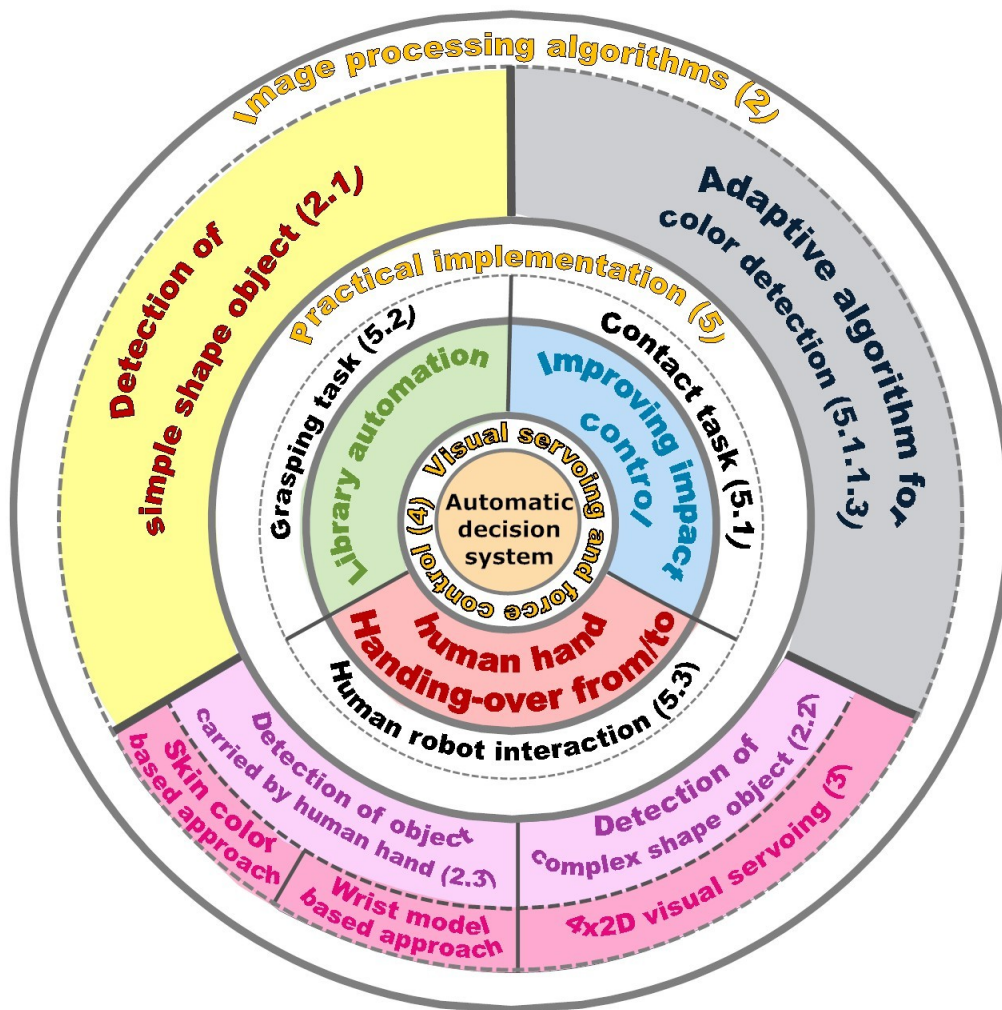 Image processing algorithms (2)
Detection of
simple shape object (2.1)
Adaptive algorithm for
color detection (5.1.1.3)
Practical implementation (5)
Grasping task (5.2)
Contact task (5.1)
Library automation
Improving impact
control
Visual servoing and force control (4)
Automatic
decision
system
human hand
Handing-over from/to
Human robot interaction (5.3)
Detection of object
carried by human hand (2.3)
Detection of
complex shape object (2.2)
Skin color
based approach
Wrist model
based approach
4x2D visual servoing (3)